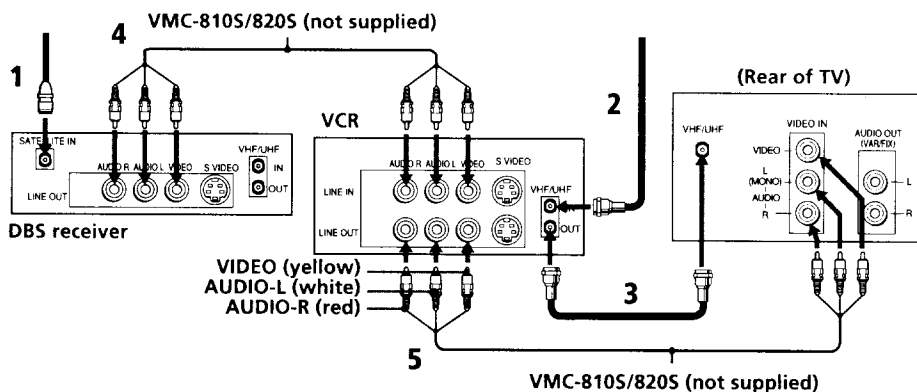 VMC-810S/820S (not supplied)
4
1
2
(Rear of TV)
VCR
SATELLITE IN
AUDIO R AUDIO L VIDEO S VIDEO
VHF/UHF
IN
OUT
LINE OUT
DBS receiver
AUDIO R AUDIO L VIDEO S VIDEO
LINE IN
VHF/UHF
IN
LINE OUT
OUT
VHF/UHF
VIDEO IN
VIDEO
L
(MONO)
AUDIO
R
AUDIO OUT
(VAR/FIX)
L
R
VIDEO (yellow)
AUDIO-L (white)
AUDIO-R (red)
3
5
VMC-810S/820S (not supplied)